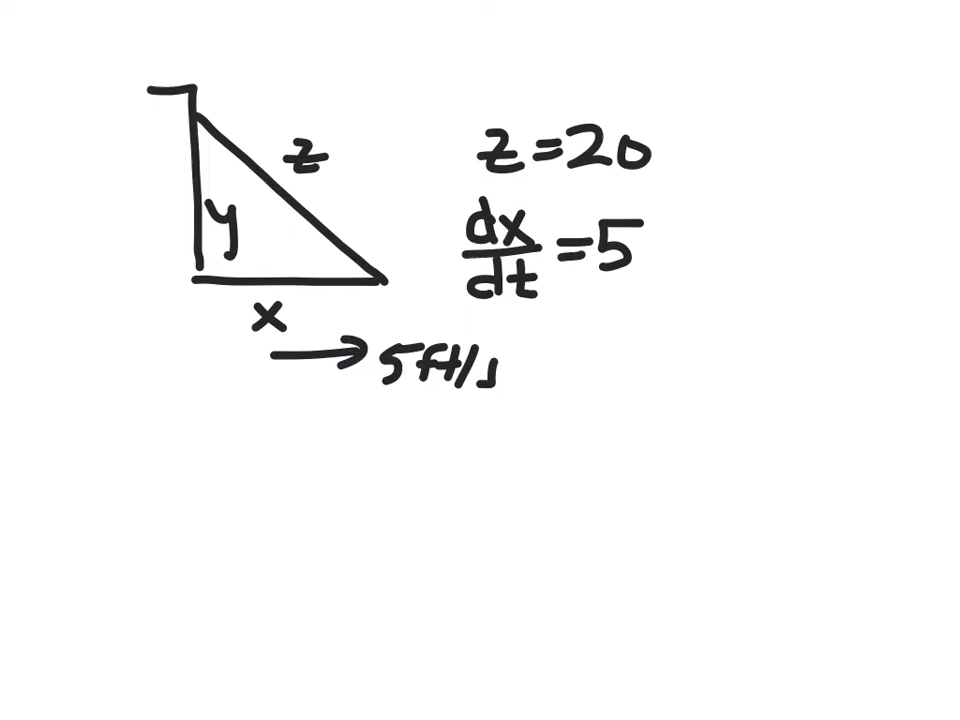 z
y
x
5ft/s
z=20
dx/dt=5